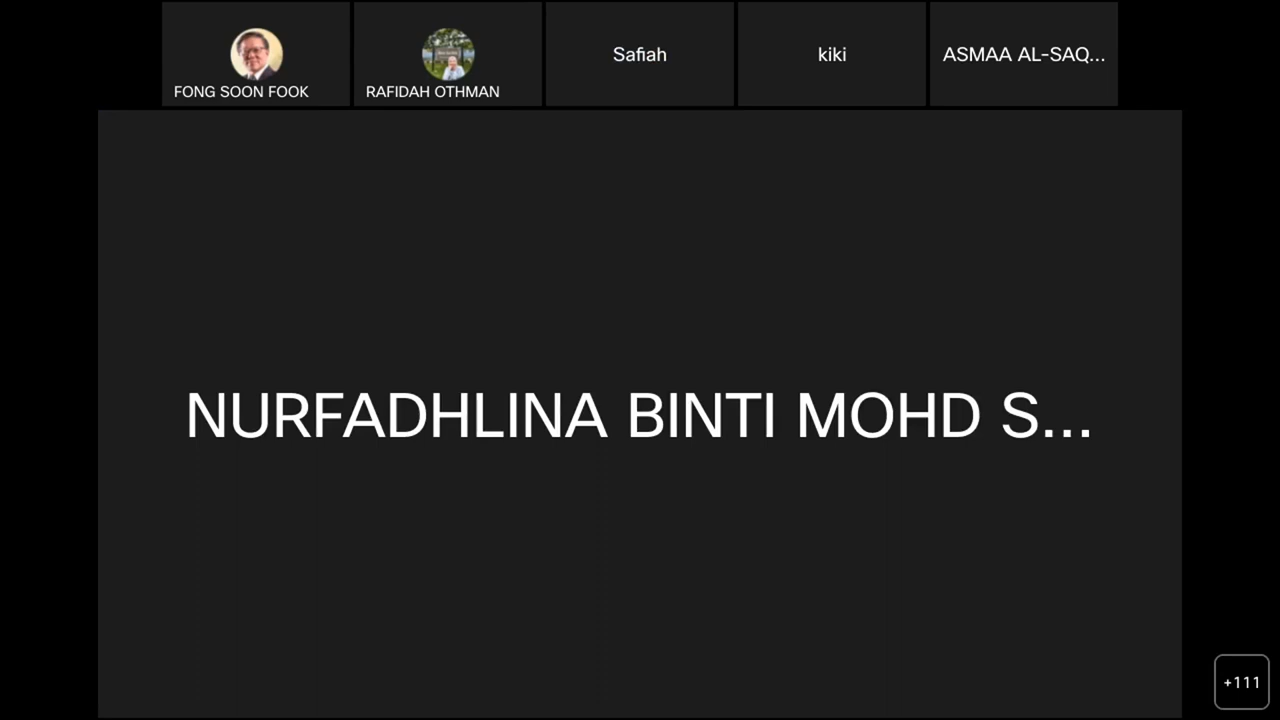 FONG SOON FOOK
RAFIDAH OTHMAN
Safiah
kiki
ASMAA AL-SAQ...
NURFADHLINA BINTI MOHD S...
+111